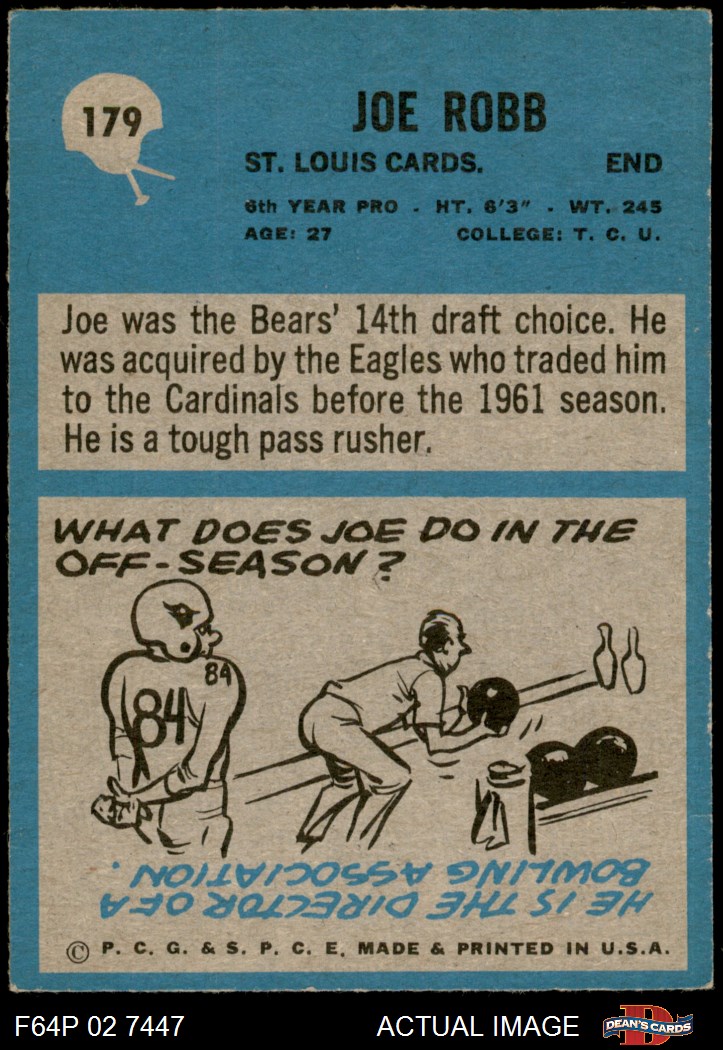 179
JOE ROBB
ST. LOUIS CARDS. END
6th YEAR PRO - HT. 6'3" - WT. 245
AGE: 27 COLLEGE: T. C. U.
Joe was the Bears' 14th draft choice. He
was acquired by the Eagles who traded him
to the Cardinals before the 1961 season.
He is a tough pass rusher.
WHAT DOES JOE DO IN THE
OFF-SEASON?
84
84
HE IS THE DIRECTOR OF A
BOWLING ASSOCIATION.
© P. C. G. & S. P. C. E. MADE & PRINTED IN U.S.A.
F64P 02 7447 ACTUAL IMAGE
D
DEAN'S CARDS